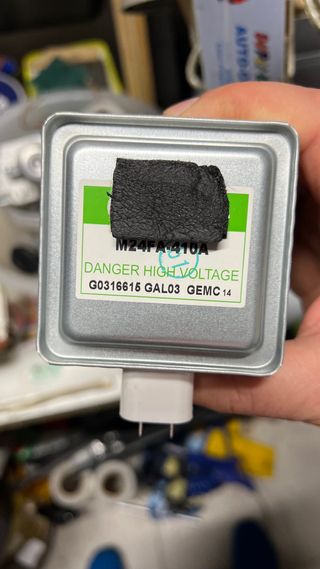 M24FA-410A
DANGER HIGH VOLTAGE
G0316615 GAL03 GEMC 14